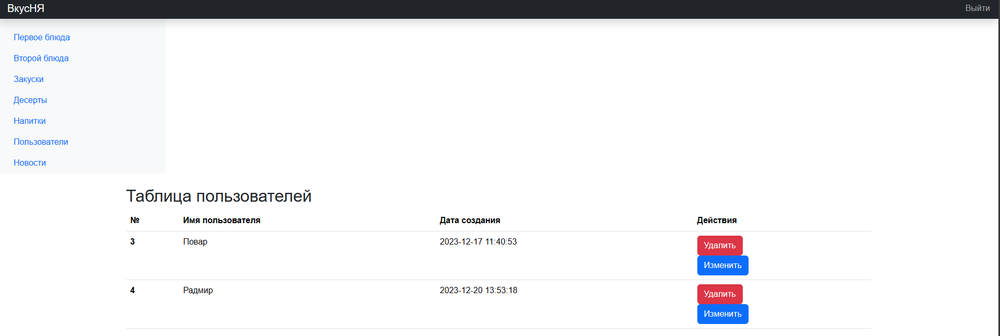 ВкусНЯ Выйти
Первое блюда
Второй блюда
Закуски
Десерты
Напитки
Пользователи
Новости
Таблица пользователей
№ Имя пользователя Дата создания Действия
3 Повар 2023-12-17 11:40:53 Удалить
Изменить
4 Радмир 2023-12-20 13:53:18 Удалить
Изменить